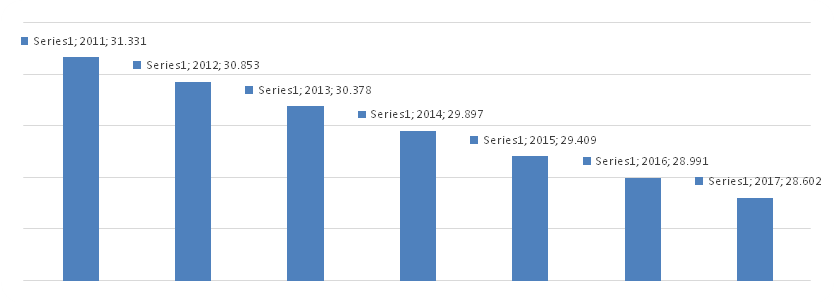 Series1; 2011; 31.331
Series1; 2012; 30.853
Series1; 2013; 30.378
Series1; 2014; 29.897
Series1; 2015; 29.409
Series1; 2016; 28.991
Series1; 2017; 28.602